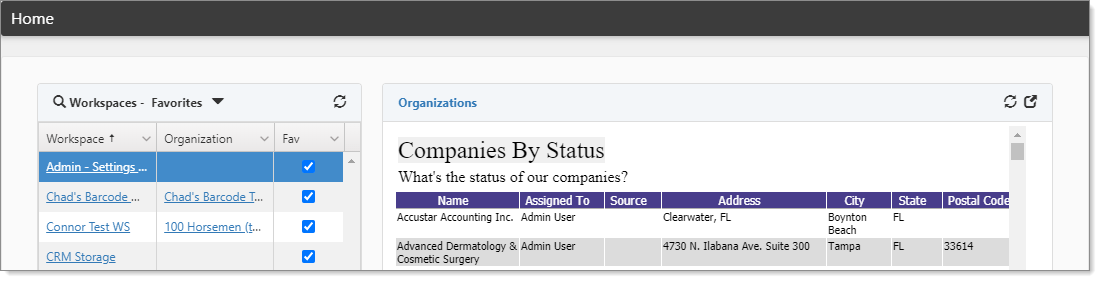 Home
Workspaces - Favorites
Workspace Organization Fav
Admin - Settings ...
Chad's Barcode ... Chad's Barcode T...
Connor Test WS 100 Horsemen (t...
CRM Storage
Organizations
Companies By Status
What's the status of our companies?
Name Assigned To Source Address City State Postal Code
Accustar Accounting Inc. Admin User Clearwater, FL Boynton FL
Beach
Advanced Dermatology & Admin User 4730 N. Ilabana Ave. Suite 300 Tampa FL 33614
Cosmetic Surgery